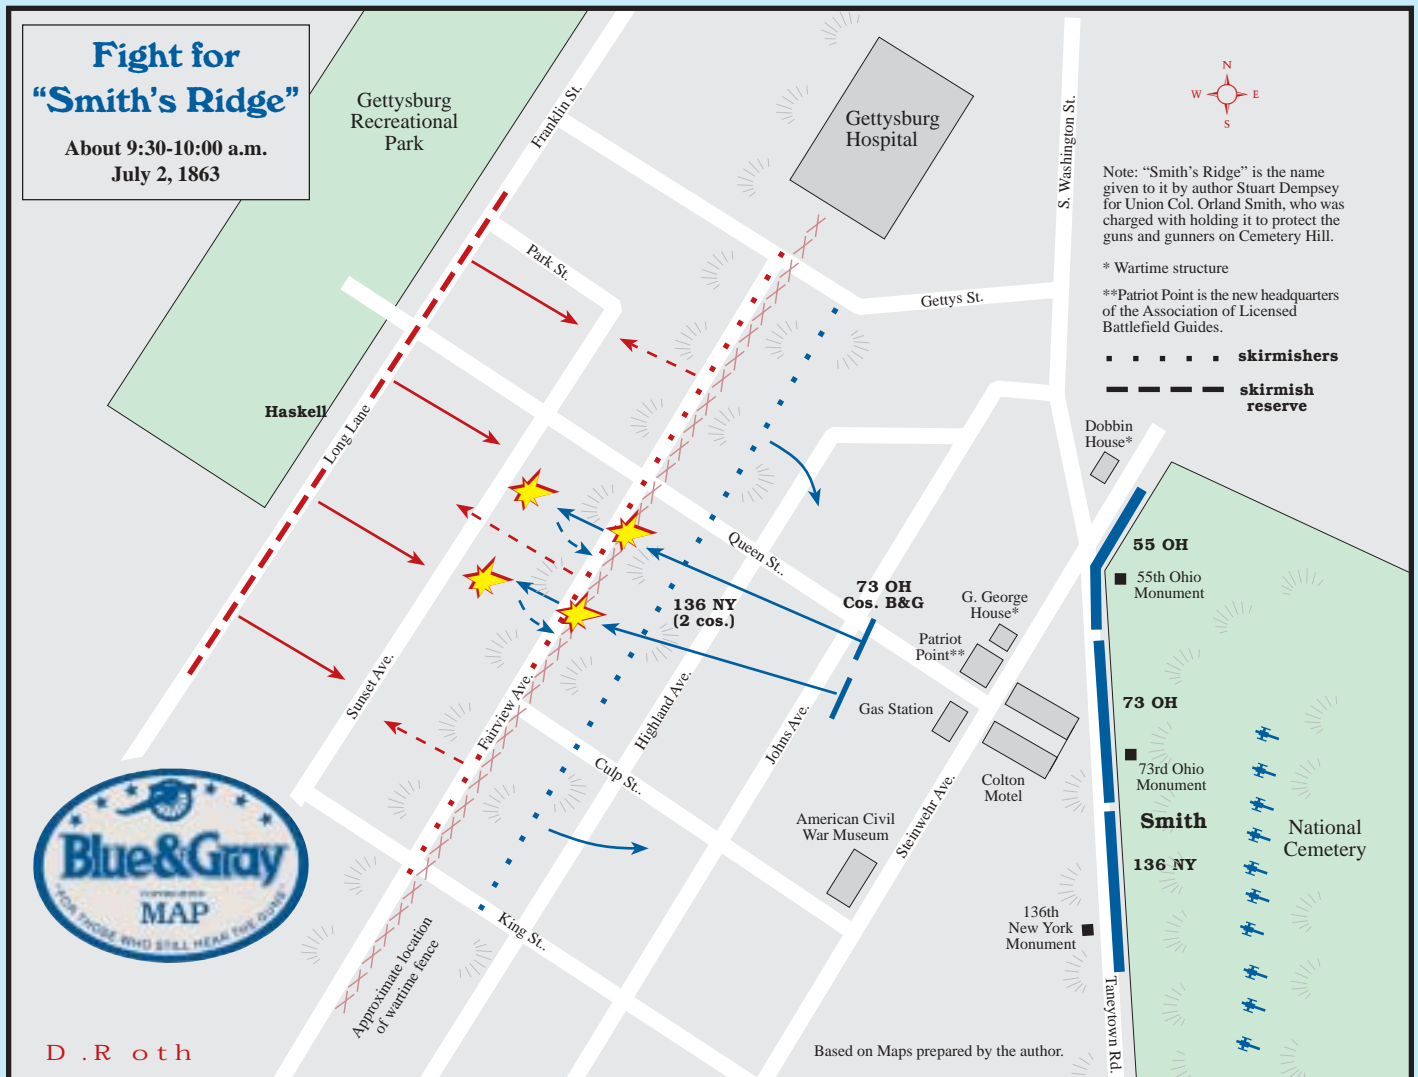 Fight for
“Smith’s Ridge”
About 9:30-10:00 a.m.
July 2, 1863
Gettysburg
Recreational
Park
Franklin St.
Gettysburg
Hospital
S. Washington St.
N
W
E
S
Note: “Smith’s Ridge” is the name
given to it by author Stuart Dempsey
for Union Col. Orland Smith, who was
charged with holding it to protect the
guns and gunners on Cemetery Hill.
* Wartime structure
**Patriot Point is the new headquarters
of the Association of Licensed
Battlefield Guides.
skirmishers
skirmish
reserve
Park St.
Gettys St.
Haskell
Long Lane
Dobbin
House*
Queen St..
55 OH
55th Ohio
Monument
73 OH
Cos. B&G
136 NY
(2 cos.)
G. George
House*
Patriot
Point**
Sunset Ave.
Fairview Ave.
Highland Ave.
Johns Ave.
Gas Station
73 OH
73rd Ohio
Monument
Culp St..
Colton
Motel
Steinwehr Ave.
American Civil
War Museum
Smith
National
Cemetery
136 NY
136th
New York
Monument
King St..
Approximate location
of wartime fence
Taneytown Rd.
Blue&Gray
MAP
“FOR THOSE WHO STILL HEAR THE GUNS”
D .R oth
Based on Maps prepared by the author.